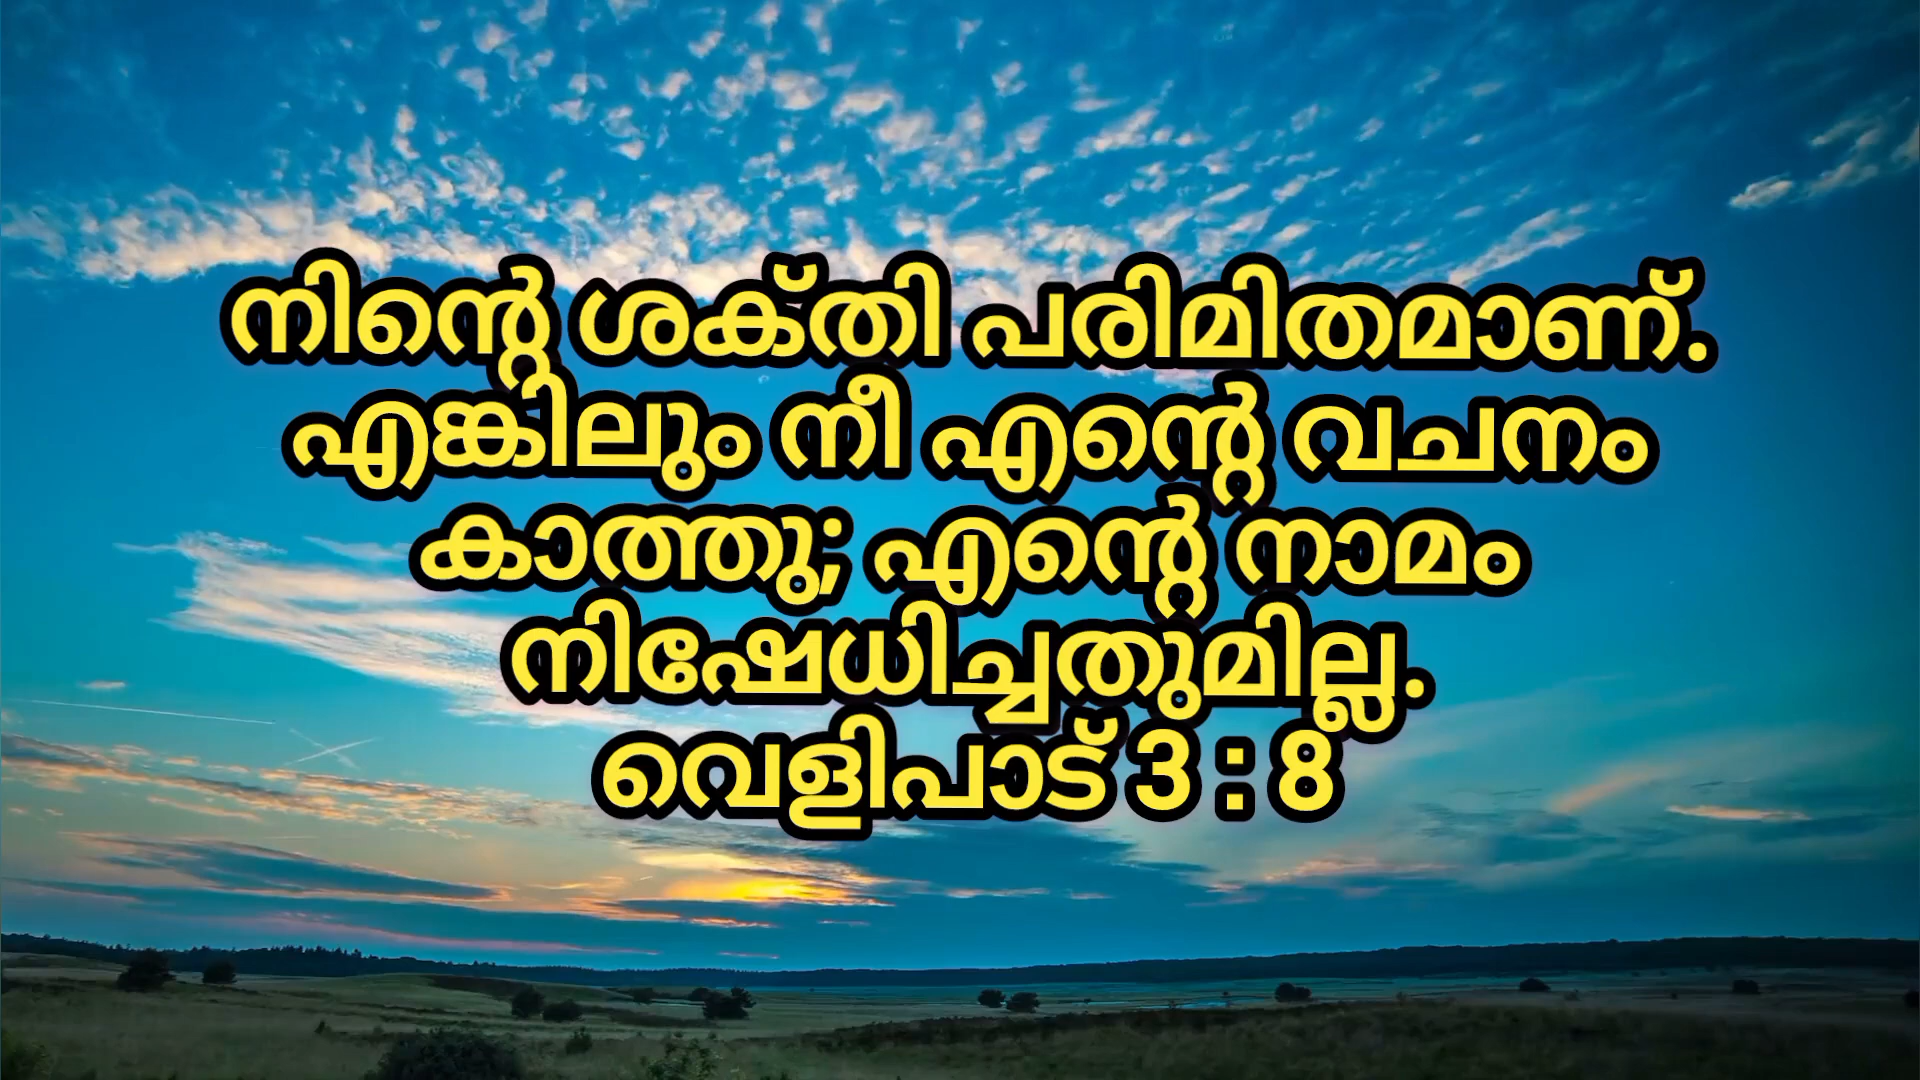 നിന്റെ ശക്‌തി പരിമിതമാണ്.
എങ്കിലും നീ എന്റെ വചനം
കാത്തു; എന്റെ നാമം
നിഷേധിച്ചതുമില്ല.
വെളിപാട് 3 : 8